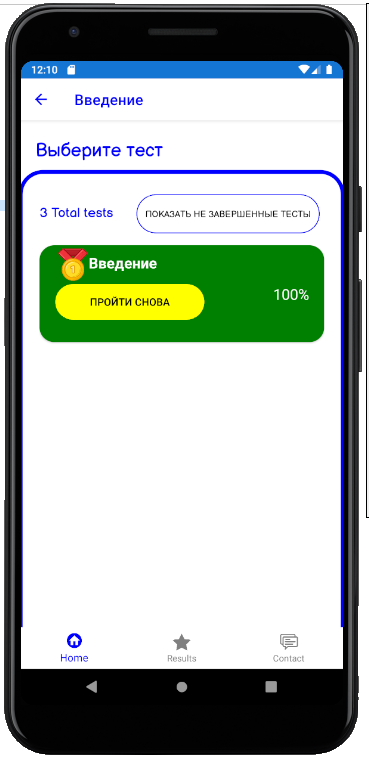 12:10
Введение
Выберите тест
3 Total tests
ПОКАЗАТЬ НЕ ЗАВЕРШЕННЫЕ ТЕСТЫ
1
Введение
ПРОЙТИ СНОВА
100%
Home
Results
Contact